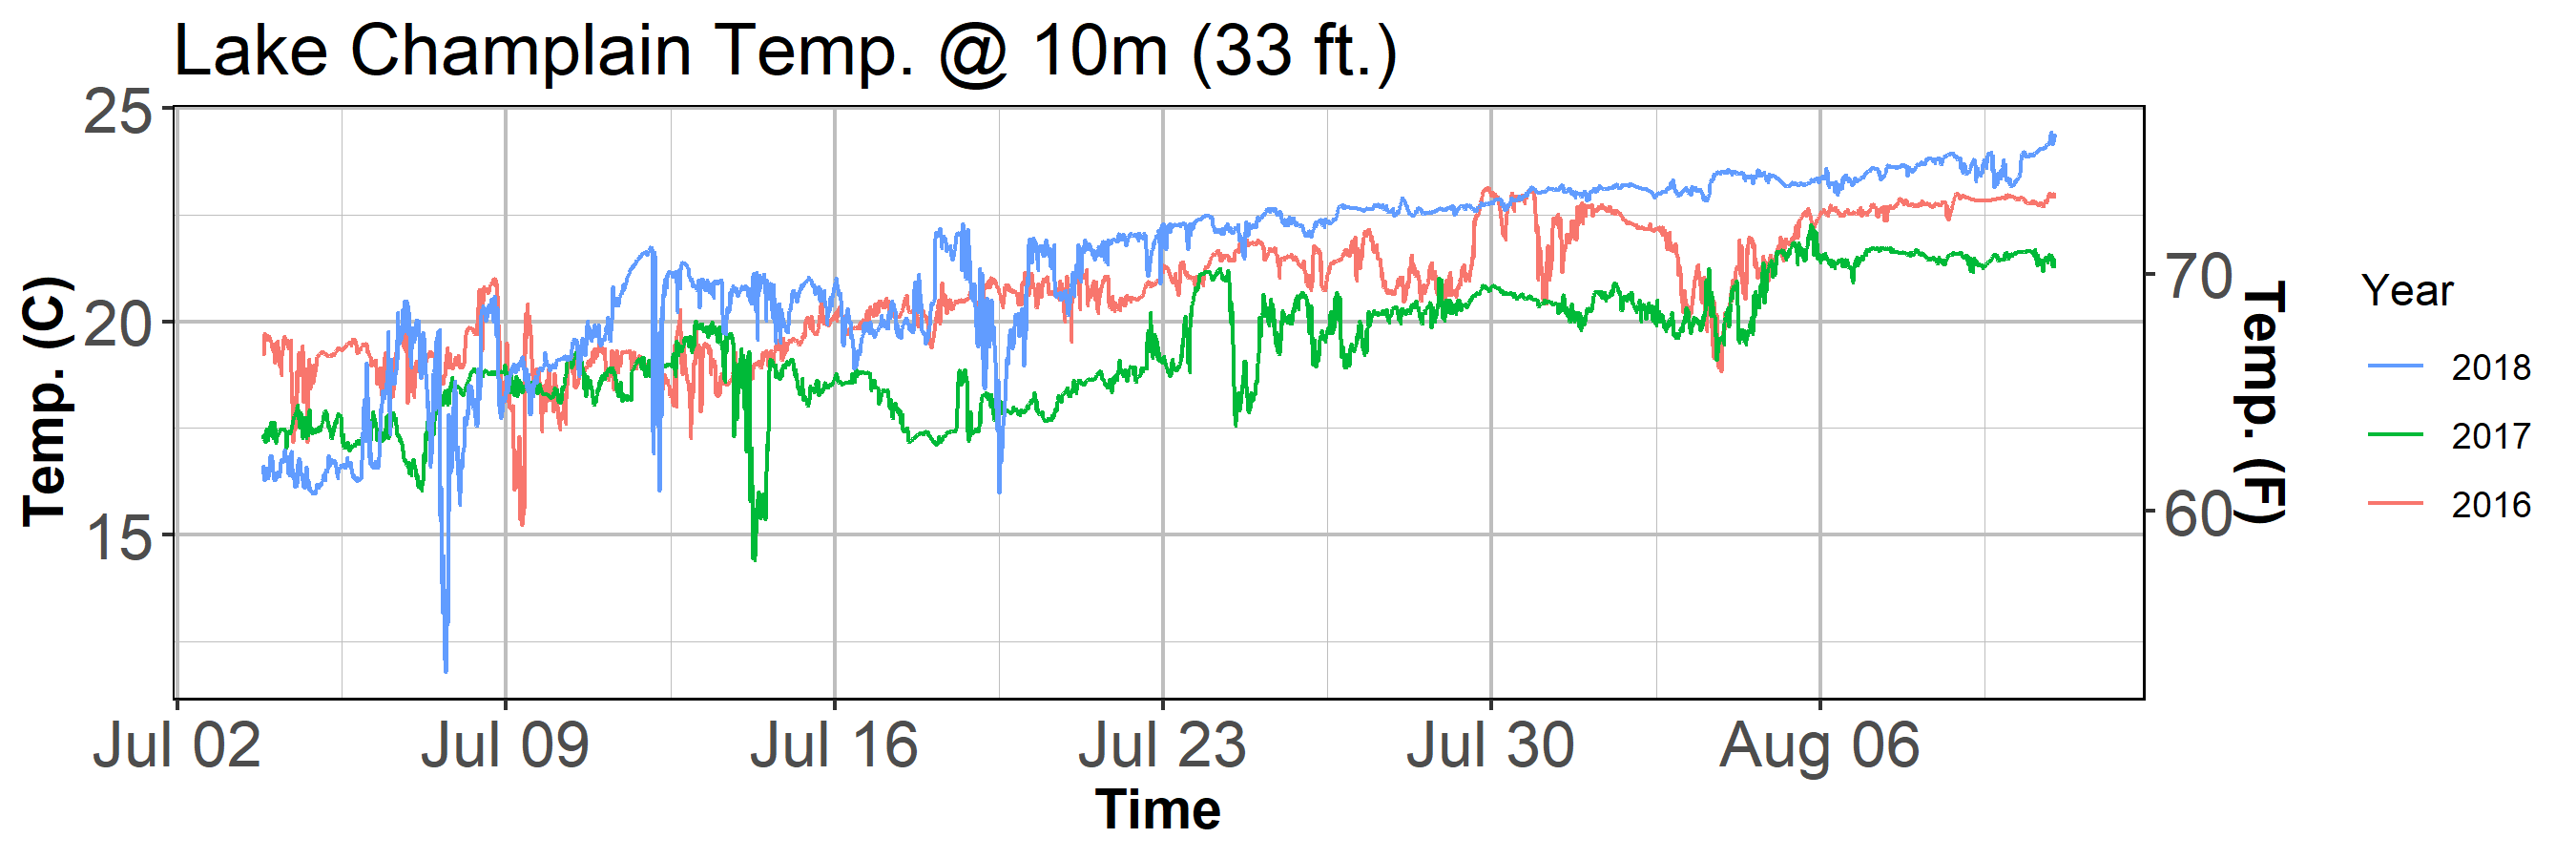 Lake Champlain Temp. @ 10m (33 ft.)
25
20
15
Temp. (C)
70
60
Temp. (F)
Jul 02
Jul 09
Jul 16
Jul 23
Jul 30
Aug 06
Time
Year
2018
2017
2016